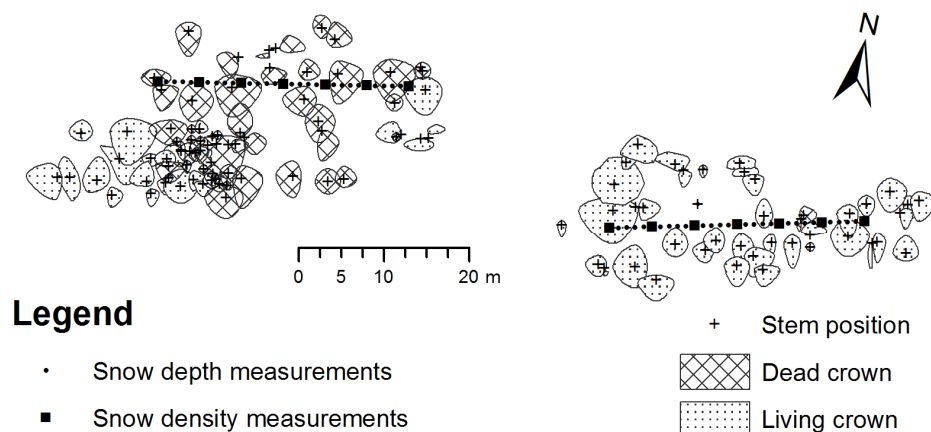 N
0 5 10 20 m
Legend
Snow depth measurements
Snow density measurements
Stem position
Dead crown
Living crown